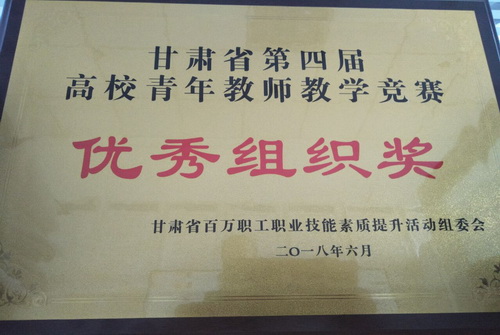 甘肃省第四届
高校青年教师教学竞赛
优秀组织奖
甘肃省百万职工职业技能素质提升活动组委会
二〇一八年六月